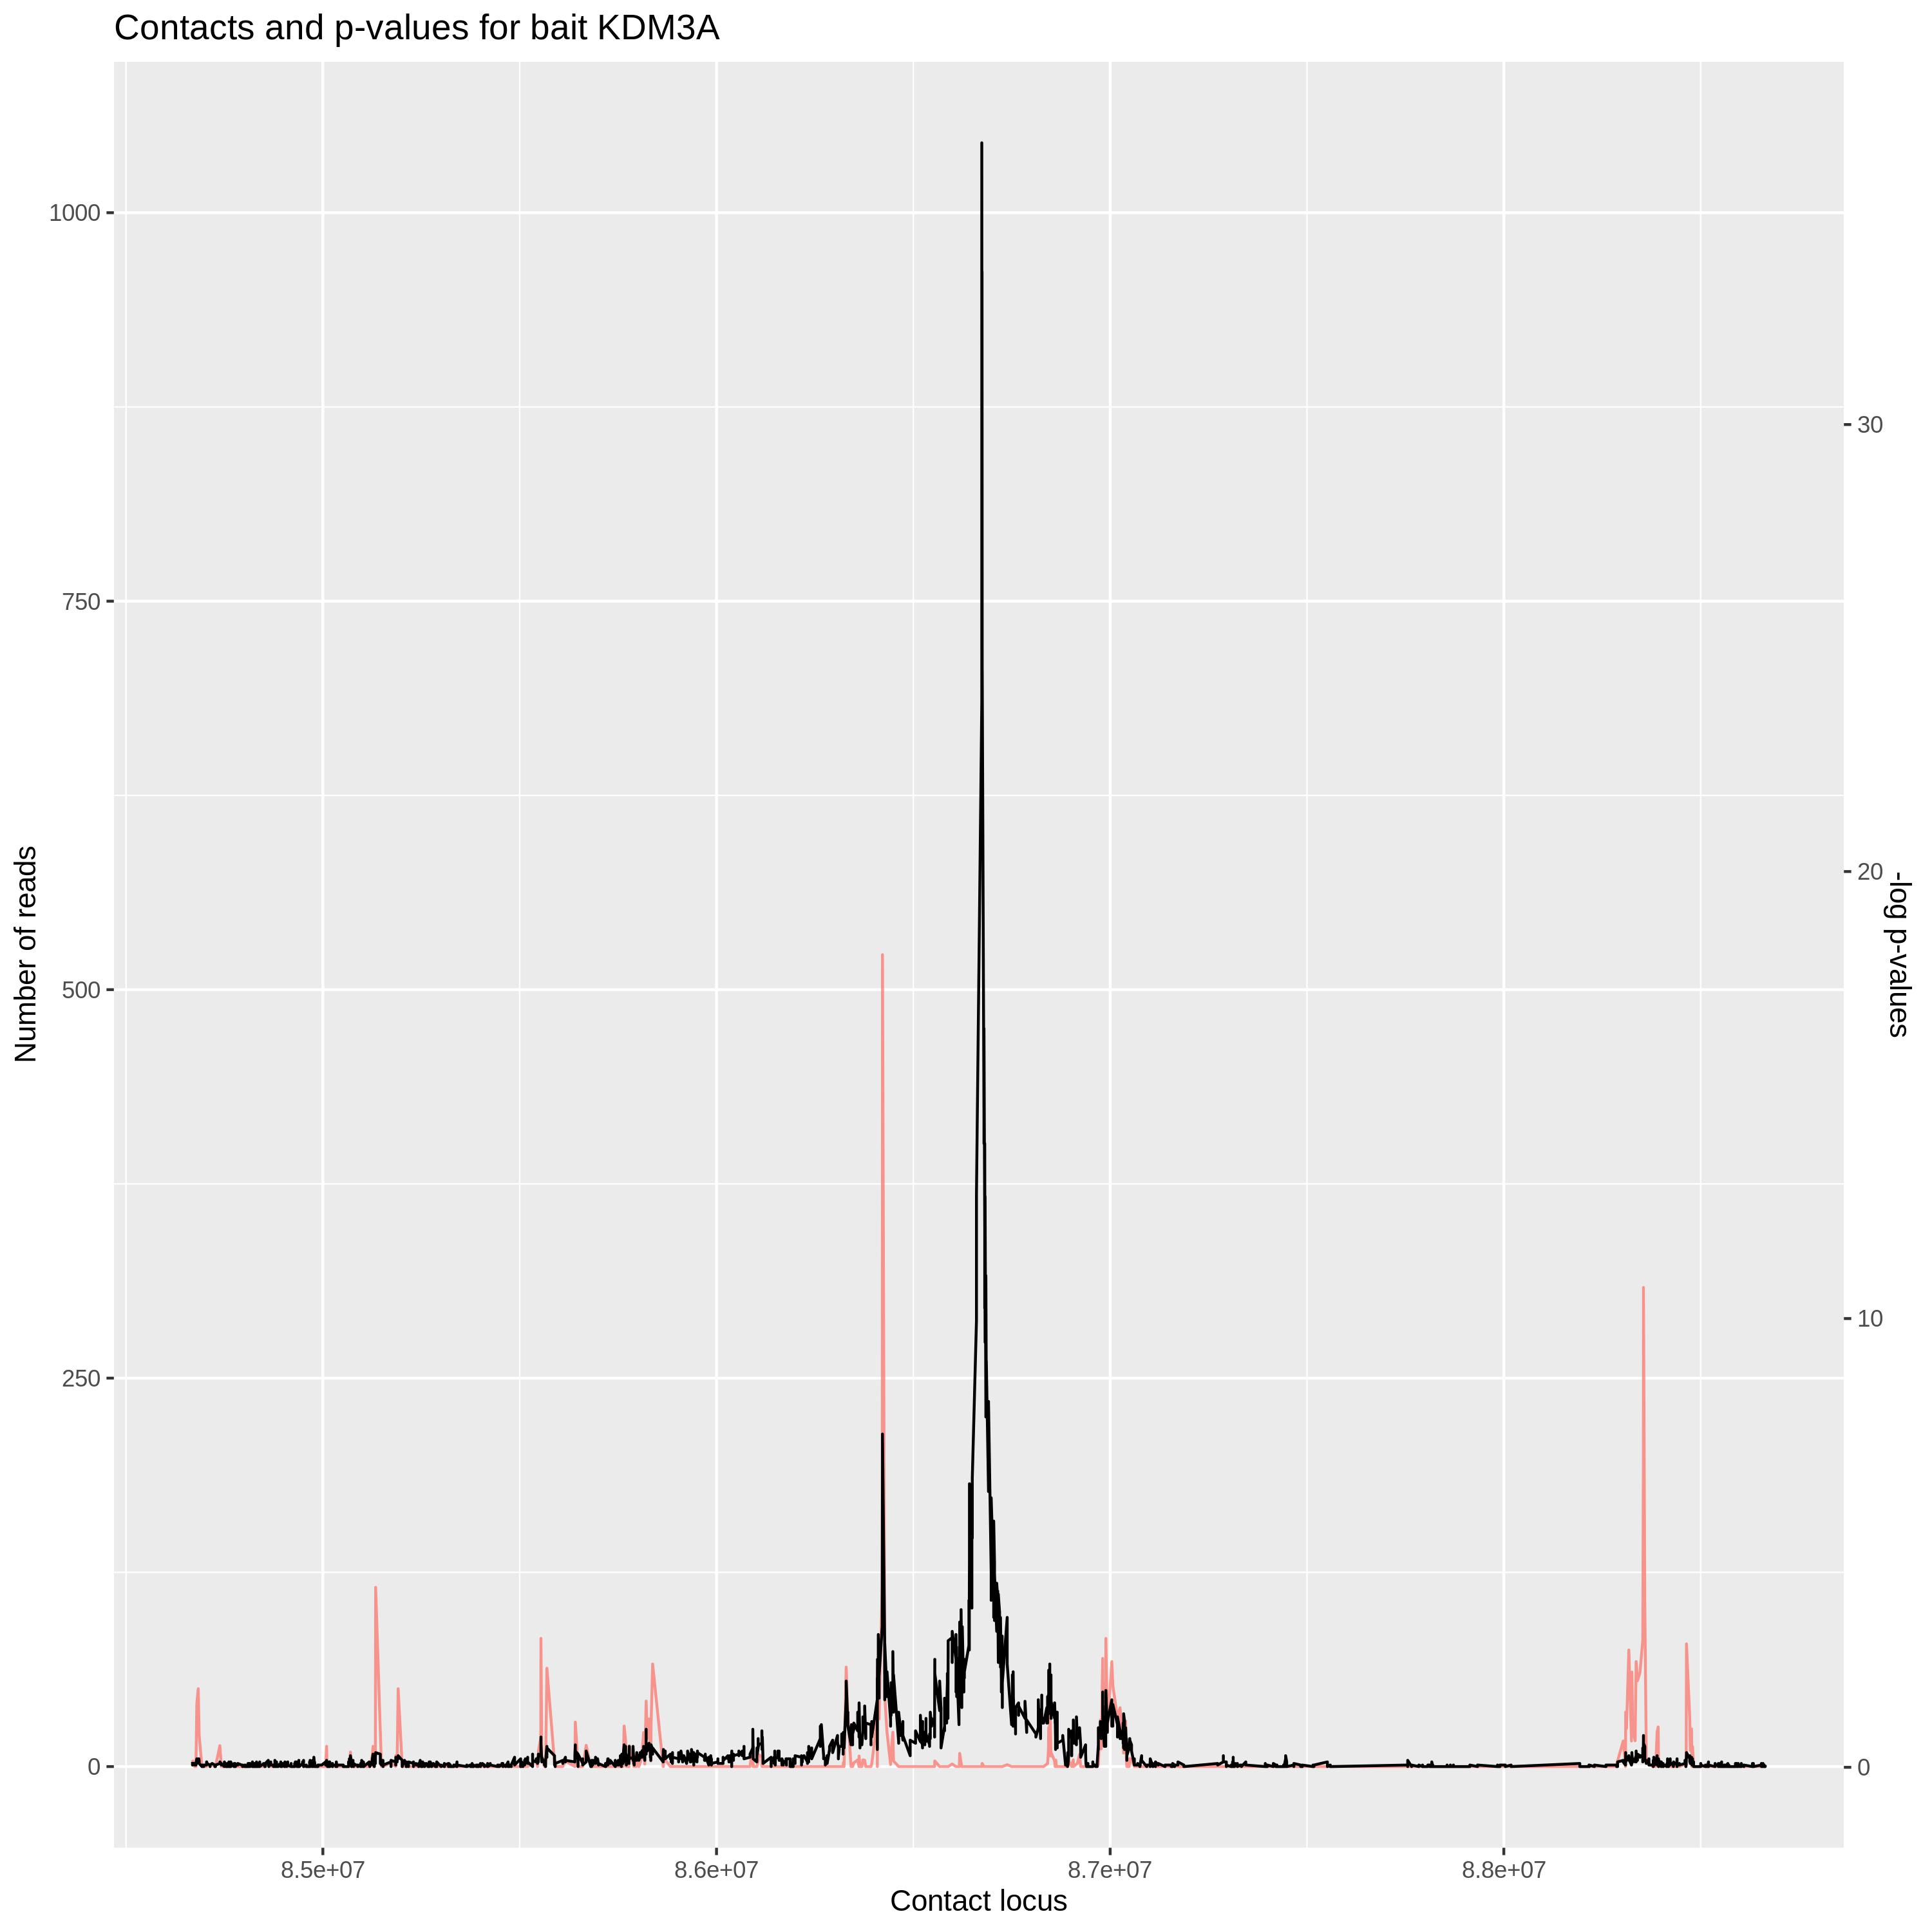 Contacts and p-values for bait KDM3A
Number of reads
1000
750
500
250
0
30
20
10
0
-log p-values
8.5e+07 8.6e+07 8.7e+07 8.8e+07
Contact locus